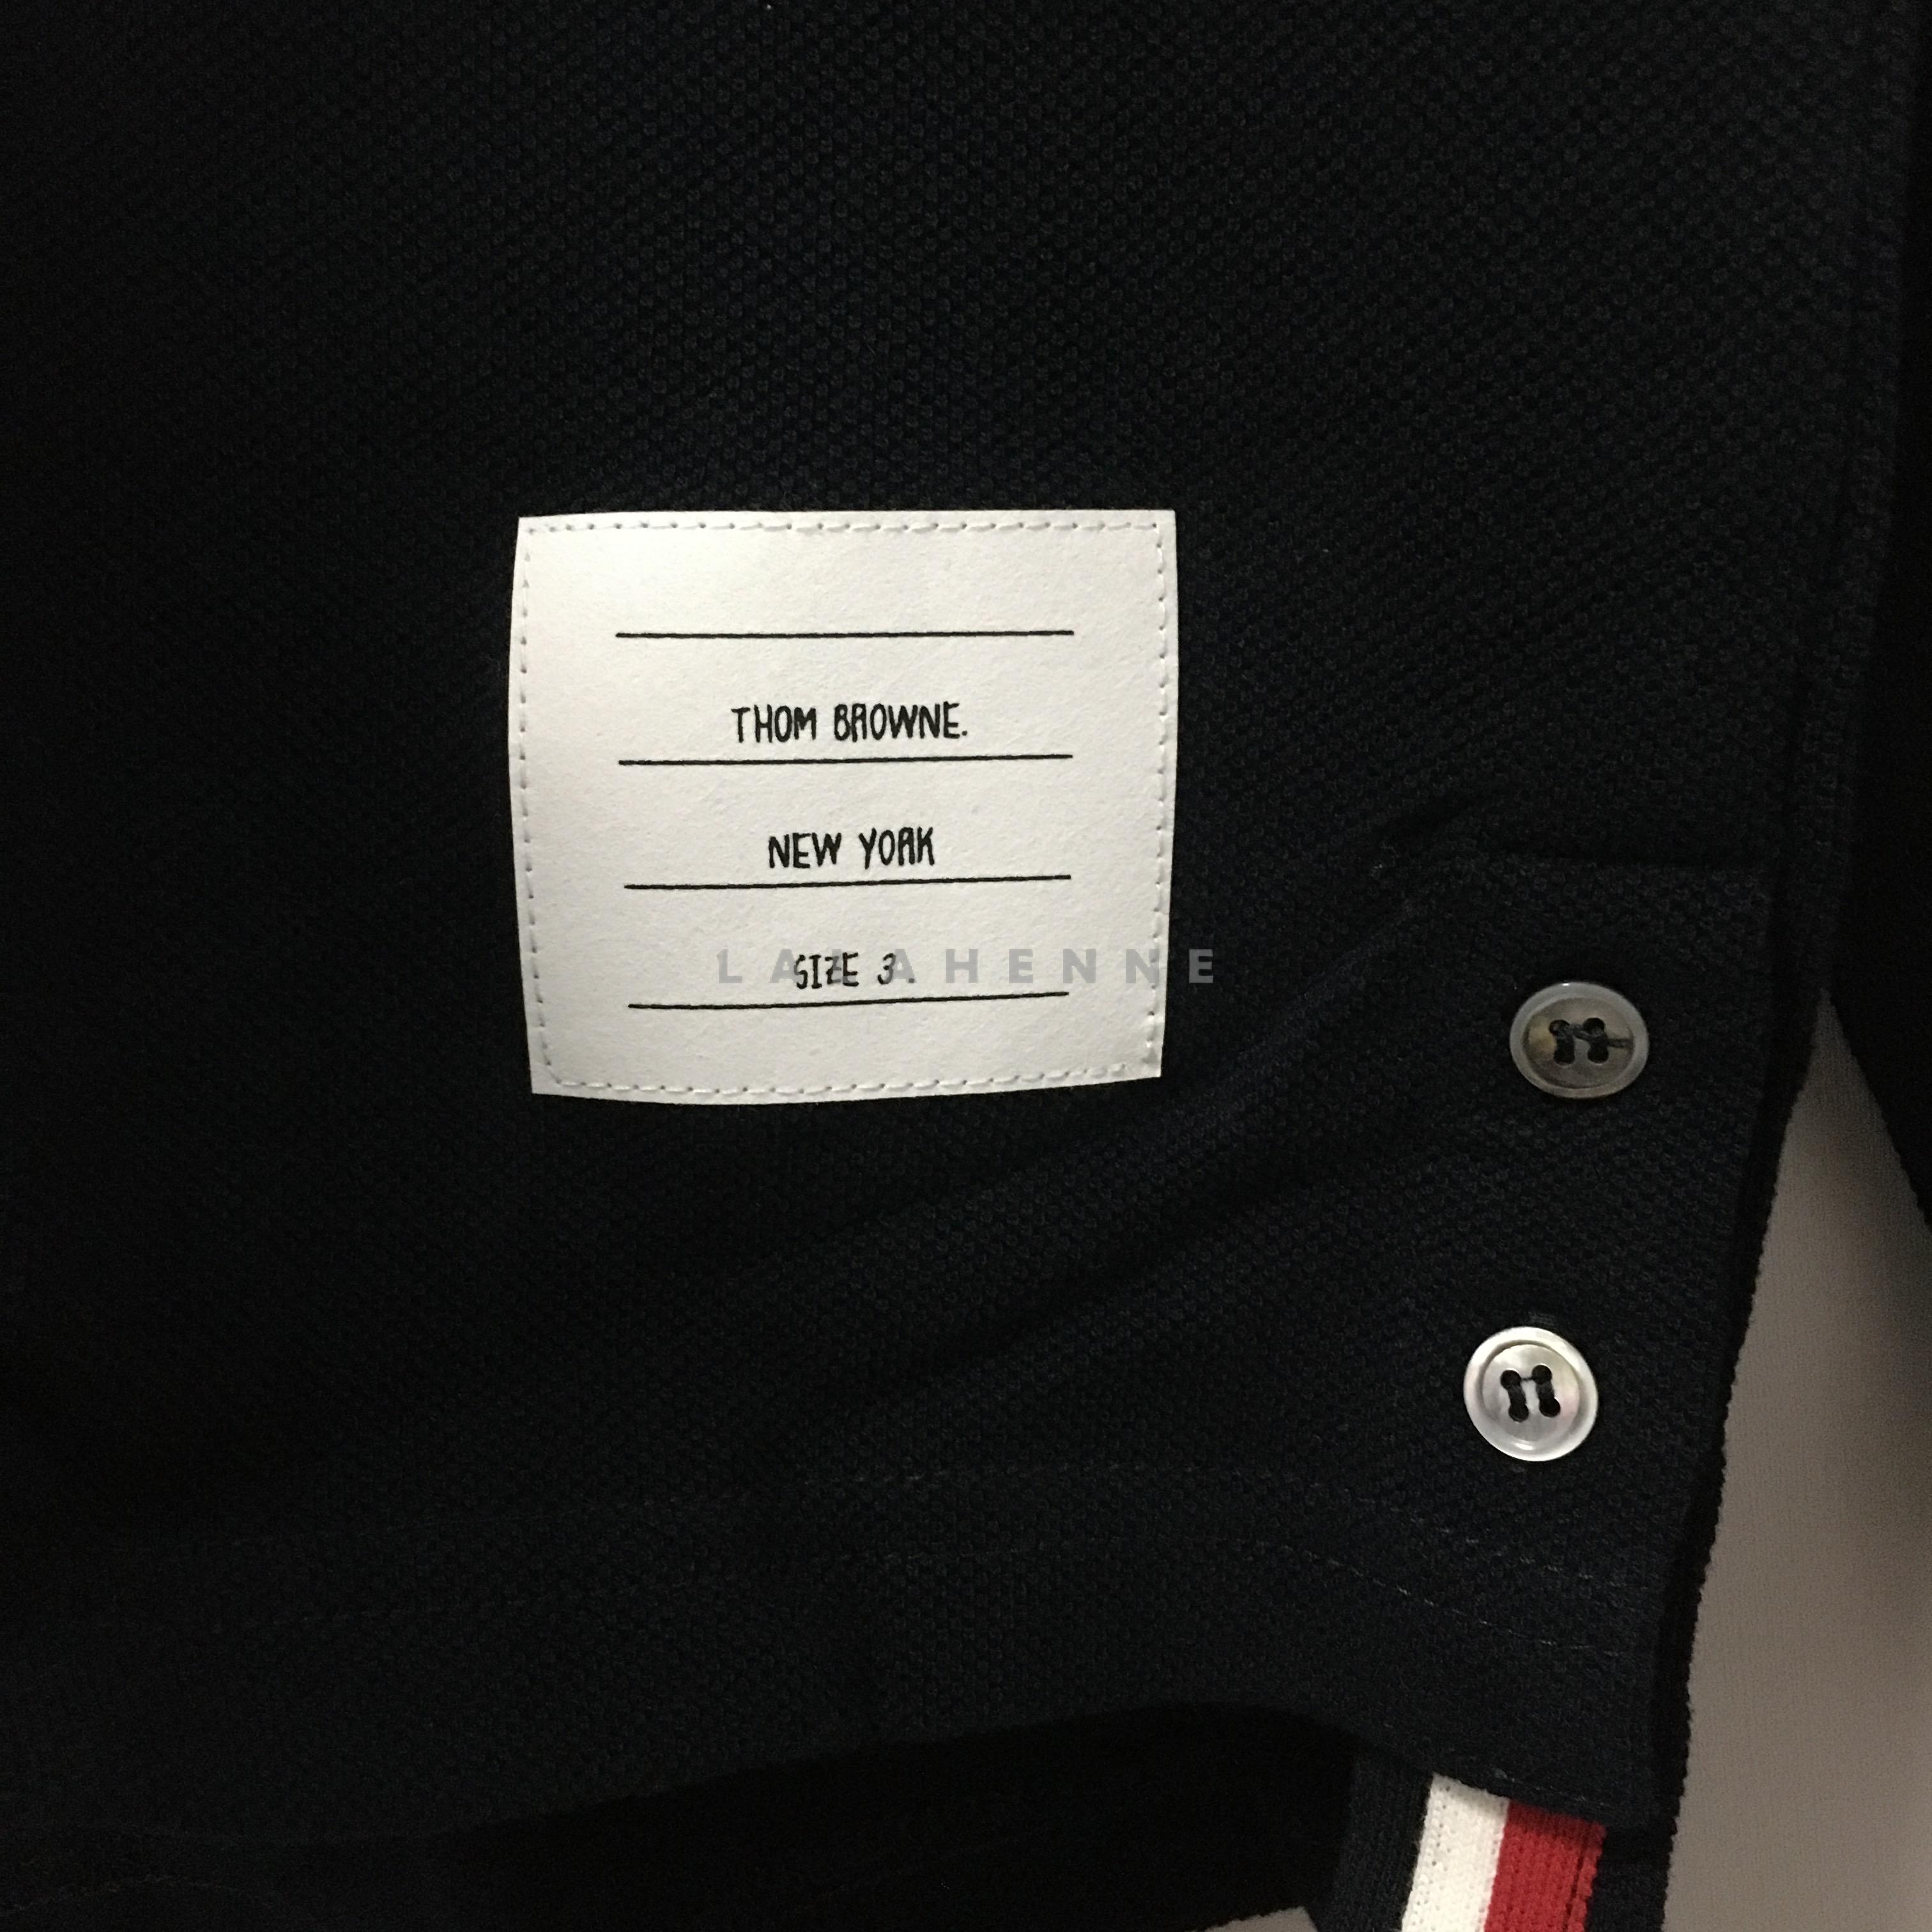 THOM BROWNE.
NEW YORK
SIZE 3.
LALAHENNE